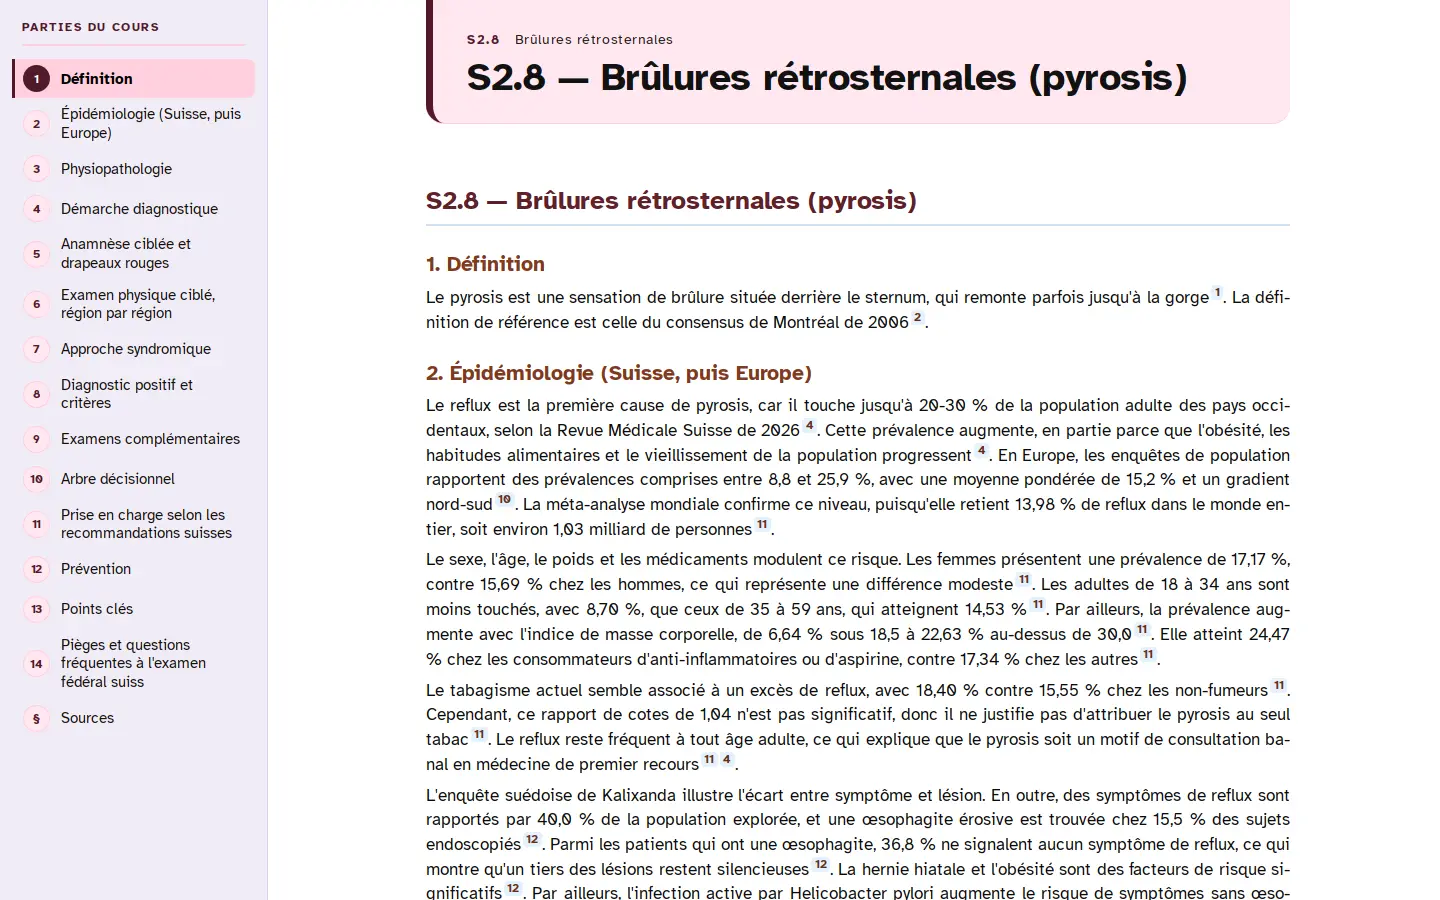 PARTIES DU COURS
1 Définition
2 Épidémiologie (Suisse, puis
Europe)
3 Physiopathologie
4 Démarche diagnostique
5 Anamnèse ciblée et
drapeaux rouges
6 Examen physique ciblé,
région par région
7 Approche syndromique
8 Diagnostic positif et
critères
9 Examens complémentaires
10 Arbre décisionnel
11 Prise en charge selon les
recommandations suisses
12 Prévention
13 Points clés
14 Pièges et questions
fréquentes à l'examen
fédéral suiss
§ Sources
S2.8 Brûlures rétrosternales
S2.8 — Brûlures rétrosternales (pyrosis)
S2.8 — Brûlures rétrosternales (pyrosis)
1. Définition
Le pyrosis est une sensation de brûlure située derrière le sternum, qui remonte parfois jusqu'à la gorge 1. La défi-
nition de référence est celle du consensus de Montréal de 2006 2.
2. Épidémiologie (Suisse, puis Europe)
Le reflux est la première cause de pyrosis, car il touche jusqu'à 20-30 % de la population adulte des pays occi-
dentaux, selon la Revue Médicale Suisse de 2026 4. Cette prévalence augmente, en partie parce que l'obésité, les
habitudes alimentaires et le vieillissement de la population progressent 4. En Europe, les enquêtes de population
rapportent des prévalences comprises entre 8,8 et 25,9 %, avec une moyenne pondérée de 15,2 % et un gradient
nord-sud 10. La méta-analyse mondiale confirme ce niveau, puisqu'elle retient 13,98 % de reflux dans le monde en-
tier, soit environ 1,03 milliard de personnes 11.
Le sexe, l'âge, le poids et les médicaments modulent ce risque. Les femmes présentent une prévalence de 17,17 %,
contre 15,69 % chez les hommes, ce qui représente une différence modeste 11. Les adultes de 18 à 34 ans sont
moins touchés, avec 8,70 %, que ceux de 35 à 59 ans, qui atteignent 14,53 % 11. Par ailleurs, la prévalence aug-
mente avec l'indice de masse corporelle, de 6,64 % sous 18,5 à 22,63 % au-dessus de 30,0 11. Elle atteint 24,47
% chez les consommateurs d'anti-inflammatoires ou d'aspirine, contre 17,34 % chez les autres 11.
Le tabagisme actuel semble associé à un excès de reflux, avec 18,40 % contre 15,55 % chez les non-fumeurs 11.
Cependant, ce rapport de cotes de 1,04 n'est pas significatif, donc il ne justifie pas d'attribuer le pyrosis au seul
tabac 11. Le reflux reste fréquent à tout âge adulte, ce qui explique que le pyrosis soit un motif de consultation ba-
nal en médecine de premier recours 11 4.
L'enquête suédoise de Kalixanda illustre l'écart entre symptôme et lésion. En outre, des symptômes de reflux sont
rapportés par 40,0 % de la population explorée, et une œsophagite érosive est trouvée chez 15,5 % des sujets
endoscopiés 12. Parmi les patients qui ont une œsophagite, 36,8 % ne signalent aucun symptôme de reflux, ce qui
montre qu'un tiers des lésions restent silencieuses 12. La hernie hiatale et l'obésité sont des facteurs de risque si-
gnificatifs 12. Par ailleurs, l'infection active par Helicobacter pylori augmente le risque de symptômes sans œso-